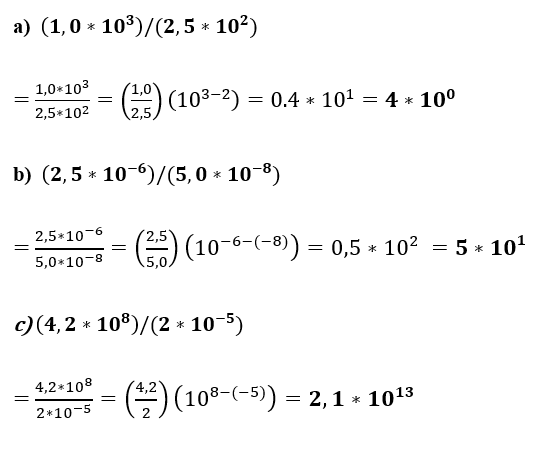 a) (1, 0 * 10³)/(2, 5 * 10²)
= 1,0*10³/2,5*10² = (1,0/2,5) (10³⁻²) = 0.4 * 10¹ = 4 * 10⁰
b) (2, 5 * 10⁻⁶)/(5, 0 * 10⁻⁸)
= 2,5*10⁻⁶/5,0*10⁻⁸ = (2,5/5,0) (10⁻⁶⁻⁽⁻⁸⁾) = 0,5 * 10² = 5 * 10¹
c) (4, 2 * 10⁸)/(2 * 10⁻⁵)
= 4,2*10⁸/2*10⁻⁵ = (4,2/2) (10⁸⁻⁽⁻⁵⁾) = 2, 1 * 10¹³